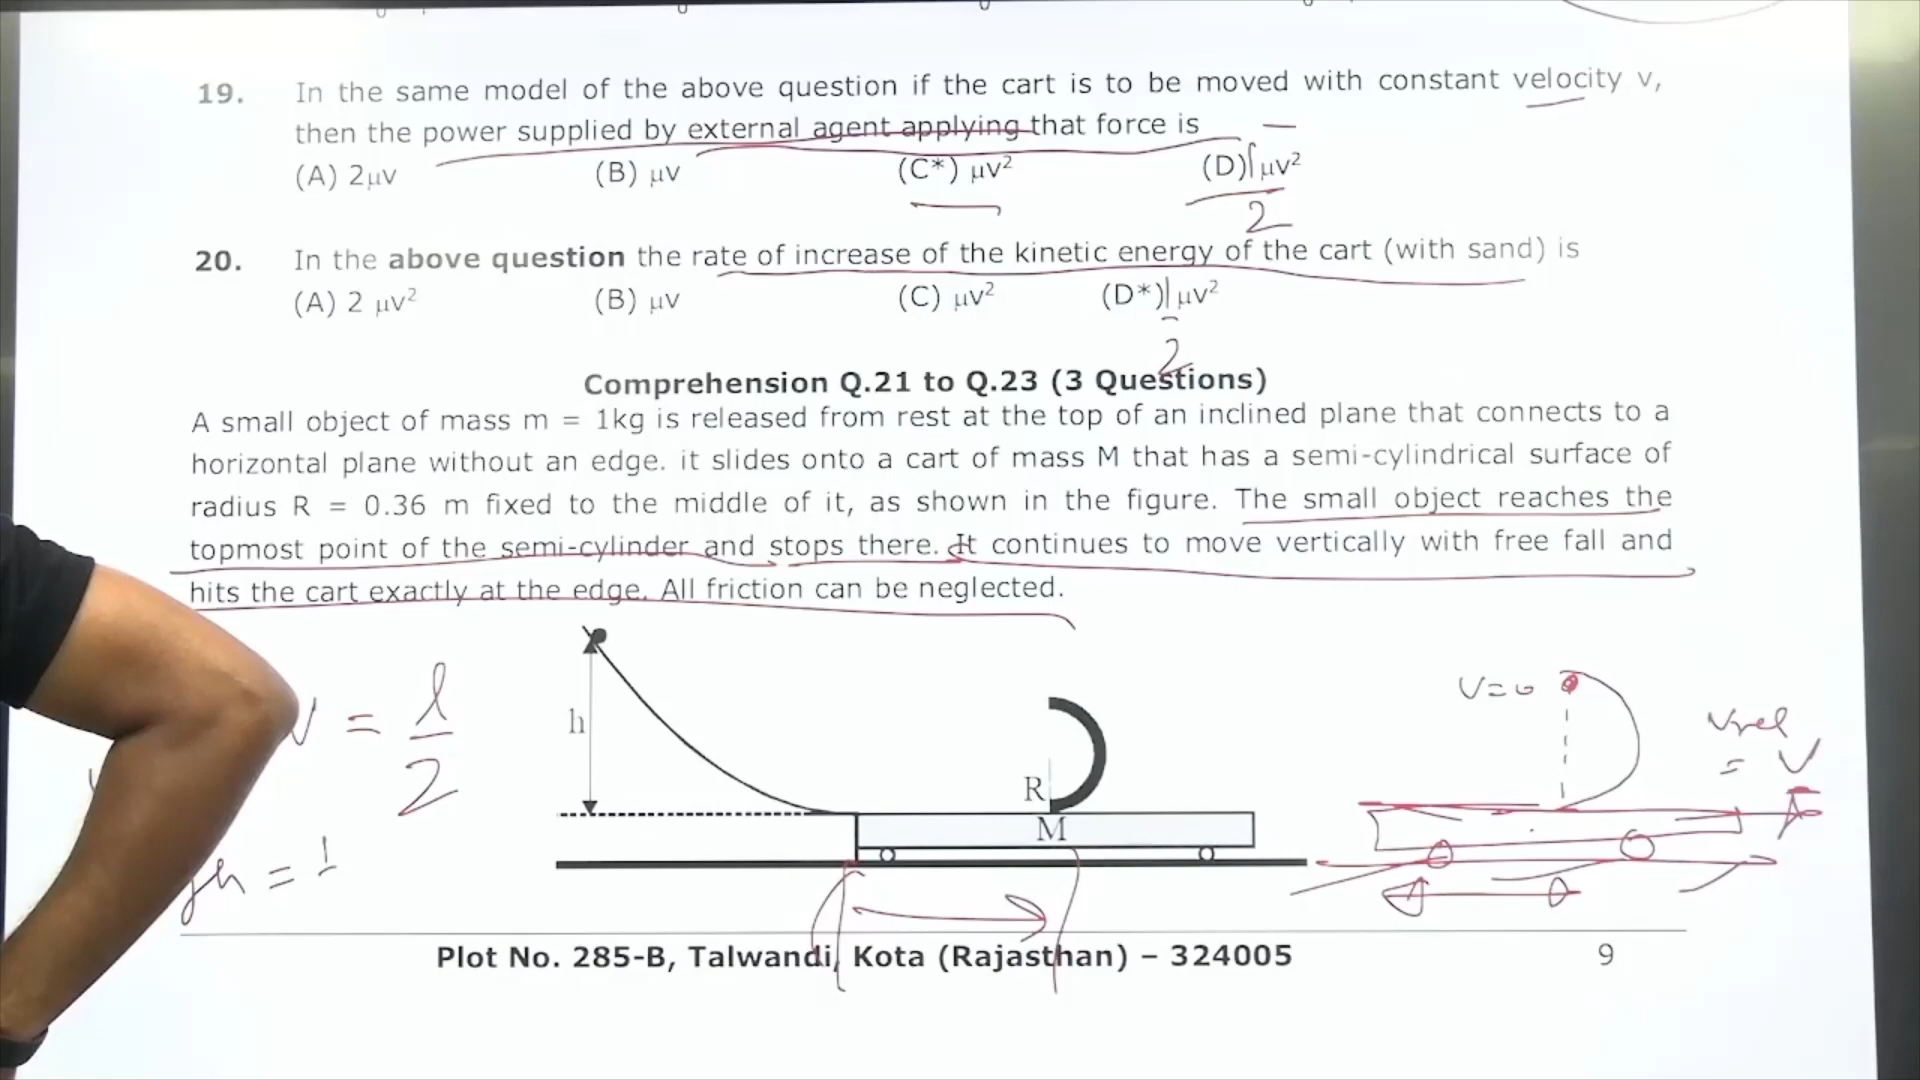 19. In the same model of the above question if the cart is to be moved with constant velocity v,
then the power supplied by external agent applying that force is
(A) 2μv (B) μv (C*) μv² (D) μv²
2
20. In the above question the rate of increase of the kinetic energy of the cart (with sand) is
(A) 2 μv² (B) μv (C) μv² (D*) μv²
2
Comprehension Q.21 to Q.23 (3 Questions)
A small object of mass m = 1kg is released from rest at the top of an inclined plane that connects to a
horizontal plane without an edge. it slides onto a cart of mass M that has a semi-cylindrical surface of
radius R = 0.36 m fixed to the middle of it, as shown in the figure. The small object reaches the
topmost point of the semi-cylinder and stops there. It continues to move vertically with free fall and
hits the cart exactly at the edge. All friction can be neglected.
V = l
2
h
R
M
V=0
Vrel
= V
gh = 1
Plot No. 285-B, Talwandi, Kota (Rajasthan) – 324005
9